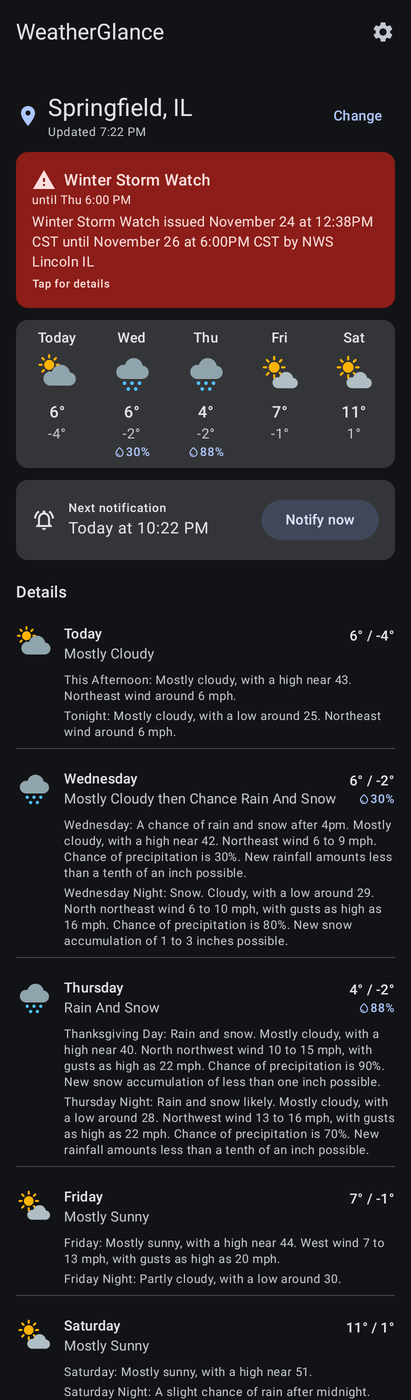 WeatherGlance
Springfield, IL
Updated 7:22 PM
Change
Winter Storm Watch
until Thu 6:00 PM
Winter Storm Watch issued November 24 at 12:38PM
CST until November 26 at 6:00PM CST by NWS
Lincoln IL
Tap for details
Today Wed Thu Fri Sat
6° 6° 4° 7° 11°
-4° -2° -2° -1° 1°
30% 88%
Next notification
Today at 10:22 PM
Notify now
Details
Today 6° / -4°
Mostly Cloudy
This Afternoon: Mostly cloudy, with a high near 43.
Northeast wind around 6 mph.
Tonight: Mostly cloudy, with a low around 25. Northeast
wind around 6 mph.
Wednesday 6° / -2°
Mostly Cloudy then Chance Rain And Snow 30%
Wednesday: A chance of rain and snow after 4pm. Mostly
cloudy, with a high near 42. Northeast wind 6 to 9 mph.
Chance of precipitation is 30%. New rainfall amounts less
than a tenth of an inch possible.
Wednesday Night: Snow. Cloudy, with a low around 29.
North northeast wind 6 to 10 mph, with gusts as high as
16 mph. Chance of precipitation is 80%. New snow
accumulation of 1 to 3 inches possible.
Thursday 4° / -2°
Rain And Snow 88%
Thanksgiving Day: Rain and snow. Mostly cloudy, with a
high near 40. North northwest wind 10 to 15 mph, with
gusts as high as 22 mph. Chance of precipitation is 90%.
New snow accumulation of less than one inch possible.
Thursday Night: Rain and snow likely. Mostly cloudy, with
a low around 28. Northwest wind 13 to 16 mph, with gusts
as high as 22 mph. Chance of precipitation is 70%. New
rainfall amounts less than a tenth of an inch possible.
Friday 7° / -1°
Mostly Sunny
Friday: Mostly sunny, with a high near 44. West wind 7 to
13 mph, with gusts as high as 20 mph.
Friday Night: Partly cloudy, with a low around 30.
Saturday 11° / 1°
Mostly Sunny
Saturday: Mostly sunny, with a high near 51.
Saturday Night: A slight chance of rain after midnight.